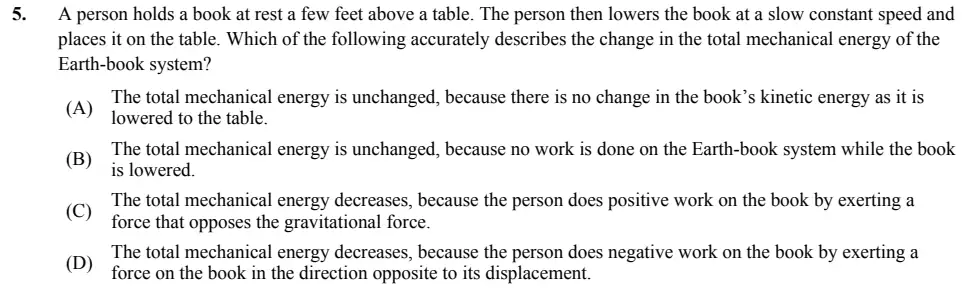 5. A person holds a book at rest a few feet above a table. The person then lowers the book at a slow constant speed and
places it on the table. Which of the following accurately describes the change in the total mechanical energy of the
Earth-book system?
(A) The total mechanical energy is unchanged, because there is no change in the book's kinetic energy as it is
lowered to the table.
(B) The total mechanical energy is unchanged, because no work is done on the Earth-book system while the book
is lowered.
(C) The total mechanical energy decreases, because the person does positive work on the book by exerting a
force that opposes the gravitational force.
(D) The total mechanical energy decreases, because the person does negative work on the book by exerting a
force on the book in the direction opposite to its displacement.